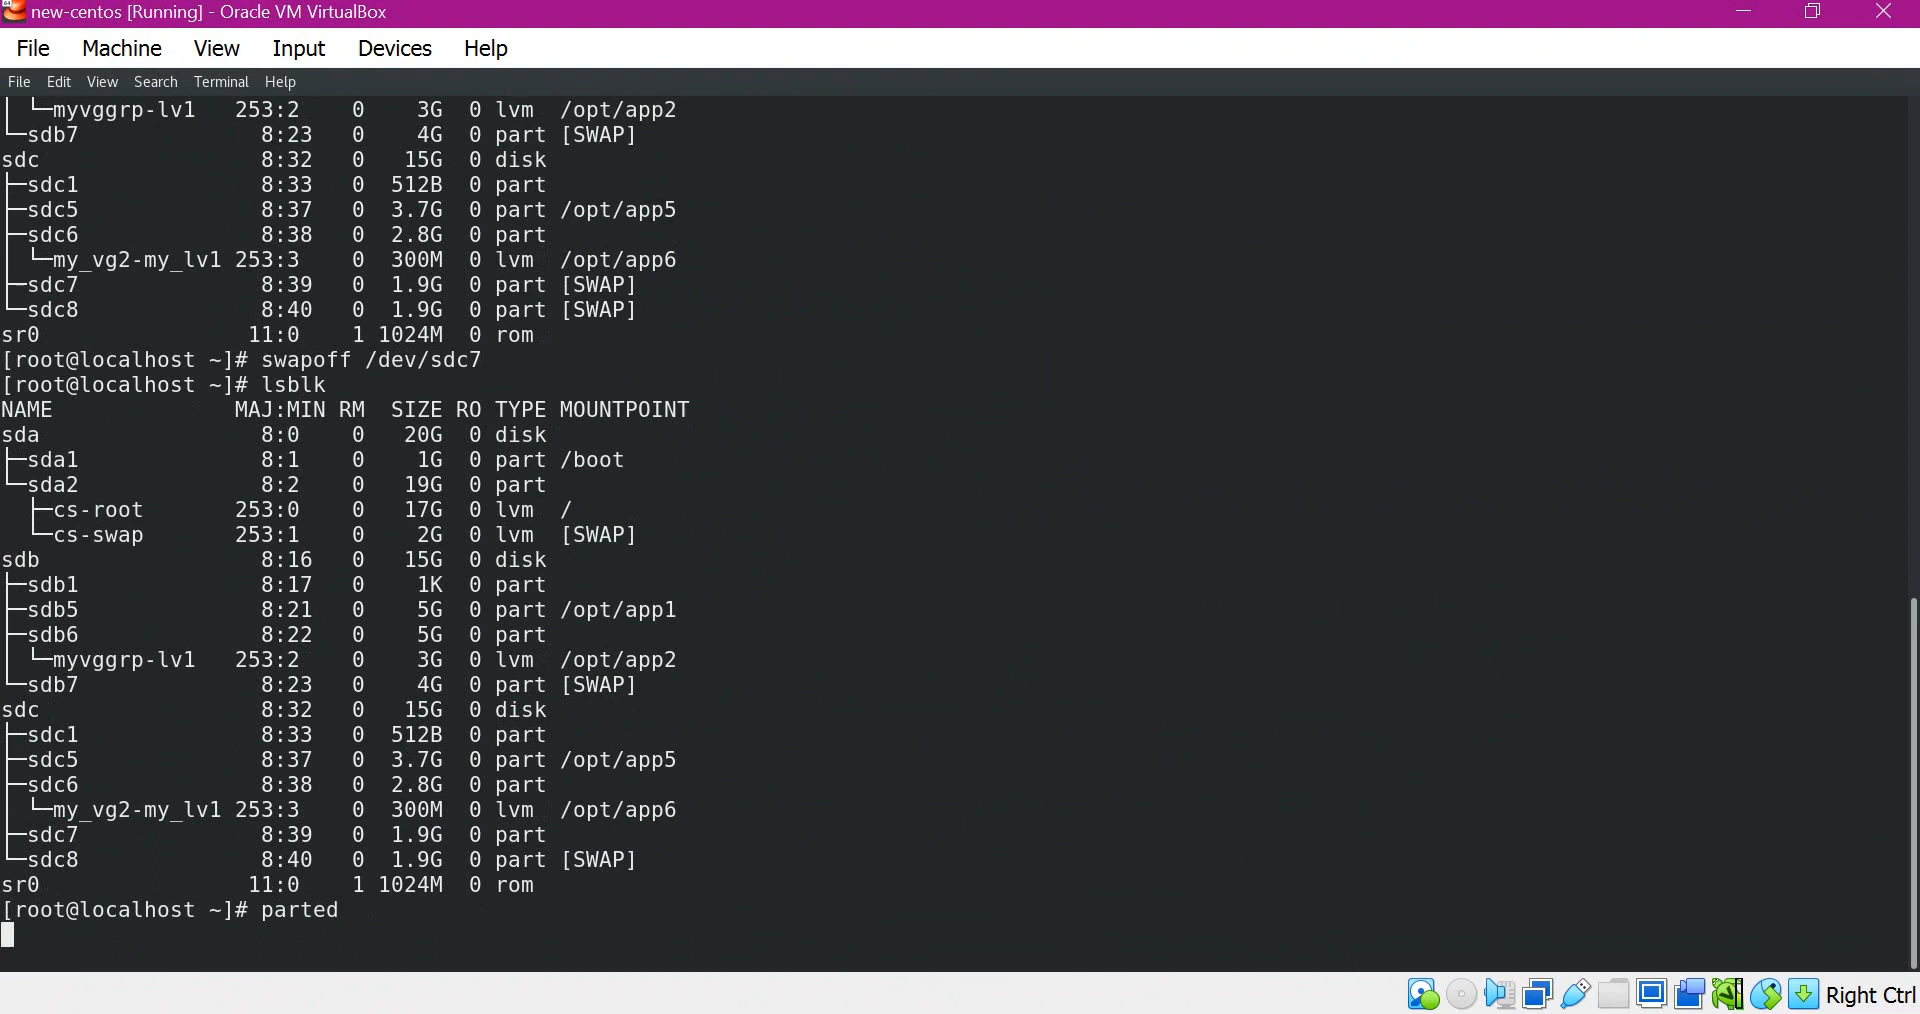 new-centos [Running] - Oracle VM VirtualBox
File Machine View Input Devices Help
File Edit View Search Terminal Help
│ └─myvggrp-lv1   253:2    0     3G  0 lvm  /opt/app2
└─sdb7              8:23   0     4G  0 part [SWAP]
sdc                 8:32   0    15G  0 disk
├─sdc1              8:33   0   512B  0 part
├─sdc5              8:37   0   3.7G  0 part /opt/app5
├─sdc6              8:38   0   2.8G  0 part
│ └─my_vg2-my_lv1 253:3    0   300M  0 lvm  /opt/app6
├─sdc7              8:39   0   1.9G  0 part [SWAP]
└─sdc8              8:40   0   1.9G  0 part [SWAP]
sr0                11:0    1  1024M  0 rom
[root@localhost ~]# swapoff /dev/sdc7
[root@localhost ~]# lsblk
NAME              MAJ:MIN RM   SIZE RO TYPE MOUNTPOINT
sda                 8:0    0    20G  0 disk
├─sda1              8:1    0     1G  0 part /boot
└─sda2              8:2    0    19G  0 part
  ├─cs-root       253:0    0    17G  0 lvm  /
  └─cs-swap       253:1    0     2G  0 lvm  [SWAP]
sdb                 8:16   0    15G  0 disk
├─sdb1              8:17   0     1K  0 part
├─sdb5              8:21   0     5G  0 part /opt/app1
├─sdb6              8:22   0     5G  0 part
│ └─myvggrp-lv1   253:2    0     3G  0 lvm  /opt/app2
└─sdb7              8:23   0     4G  0 part [SWAP]
sdc                 8:32   0    15G  0 disk
├─sdc1              8:33   0   512B  0 part
├─sdc5              8:37   0   3.7G  0 part /opt/app5
├─sdc6              8:38   0   2.8G  0 part
│ └─my_vg2-my_lv1 253:3    0   300M  0 lvm  /opt/app6
├─sdc7              8:39   0   1.9G  0 part
└─sdc8              8:40   0   1.9G  0 part [SWAP]
sr0                11:0    1  1024M  0 rom
[root@localhost ~]# parted
Right Ctrl